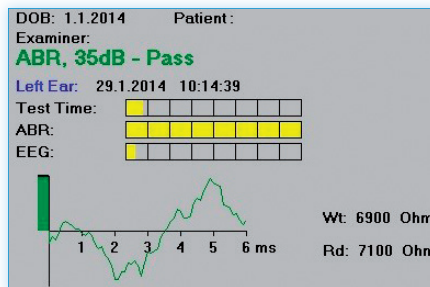 DOB: 1.1.2014 Patient:
Examiner:
ABR, 35dB - Pass
Left Ear: 29.1.2014 10:14:39
Test Time:
ABR:
EEG:
Wt: 6900 Ohm
1 2 3 4 5 6 ms
Rd: 7100 Ohm